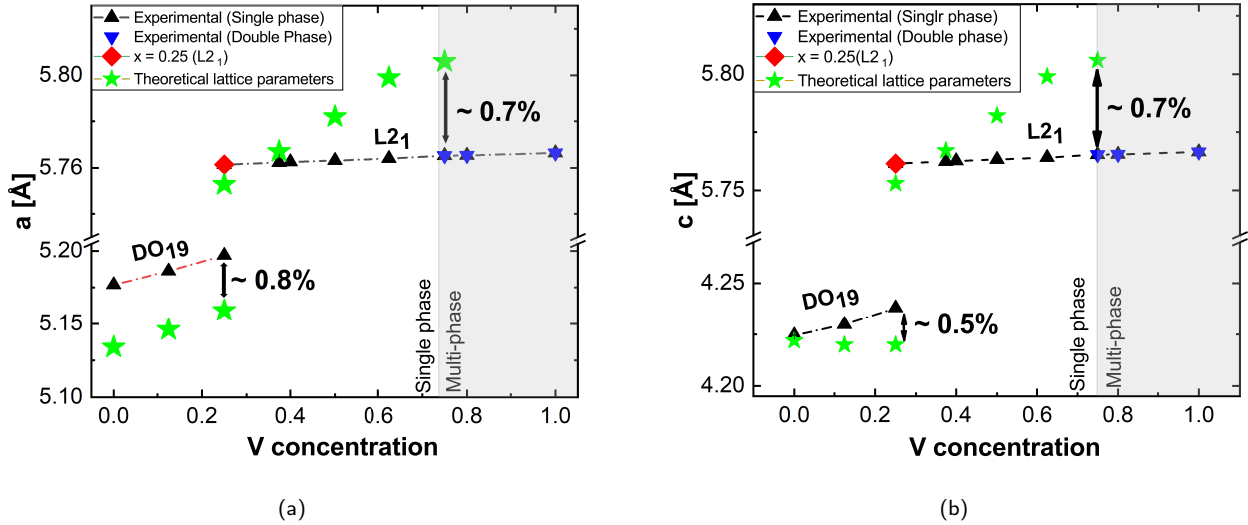 Experimental (Single phase)
Experimental (Double Phase)
x = 0.25 (L2 1)
Theoretical lattice parameters
5.80
5.76
5.20
5.15
5.10
a [Å]
~ 0.7%
L21
DO19
~ 0.8%
Single phase
Multi-phase
0.0 0.2 0.4 0.6 0.8 1.0
V concentration
(a)
Experimental (Singlr phase)
Experimental (Double Phase)
x = 0.25(L2 1)
Theoretical lattice parameters
5.80
5.75
4.25
4.20
c [Å]
~ 0.7%
L21
DO19
~ 0.5%
Single phase
Multi-phase
0.0 0.2 0.4 0.6 0.8 1.0
V concentration
(b)